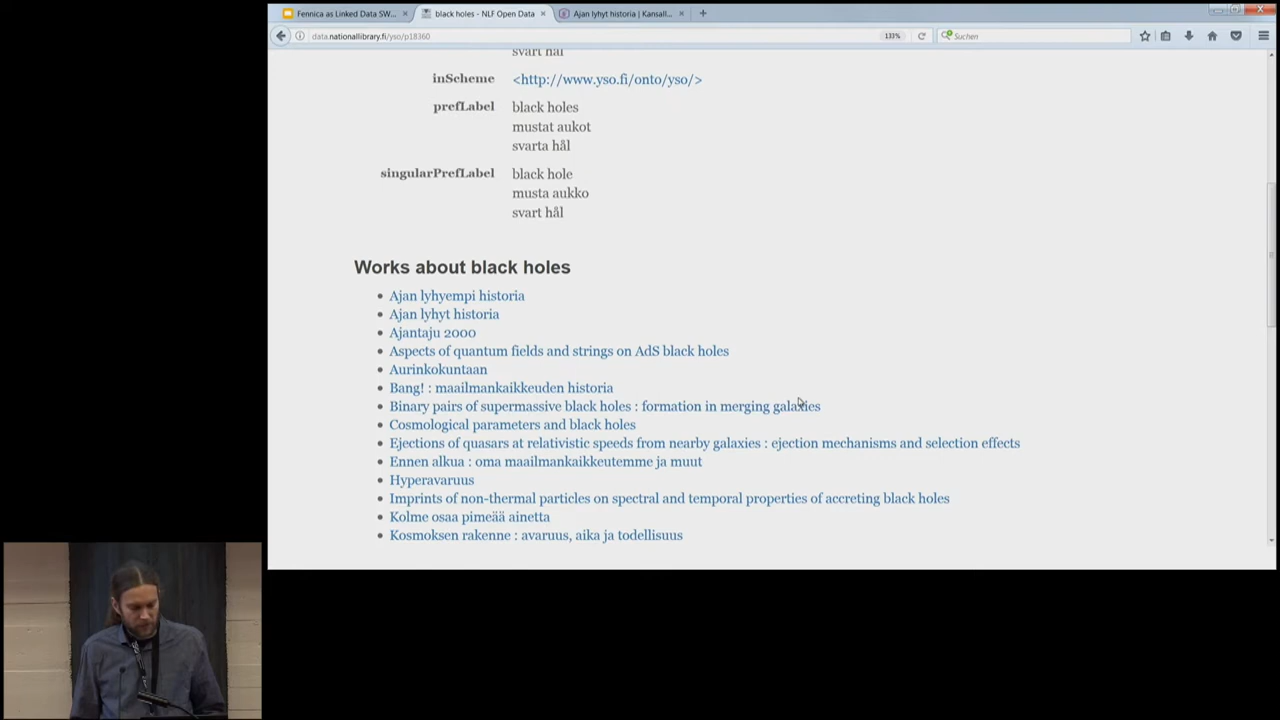 Fennica as Linked Data SW...
black holes - NLF Open Data
Ajan lyhyt historia | Kansall...
data.nationallibrary.fi/yso/p18360
133%
Suchen
svart hål
inScheme <http://www.yso.fi/onto/yso/>
prefLabel black holes
mustat aukot
svarta hål
singularPrefLabel black hole
musta aukko
svart hål
Works about black holes
Ajan lyhyempi historia
Ajan lyhyt historia
Ajantaju 2000
Aspects of quantum fields and strings on AdS black holes
Aurinkokuntaan
Bang! : maailmankaikkeuden historia
Binary pairs of supermassive black holes : formation in merging galaxies
Cosmological parameters and black holes
Ejections of quasars at relativistic speeds from nearby galaxies : ejection mechanisms and selection effects
Ennen alkua : oma maailmankaikkeutemme ja muut
Hyperavaruus
Imprints of non-thermal particles on spectral and temporal properties of accreting black holes
Kolme osaa pimeää ainetta
Kosmoksen rakenne : avaruus, aika ja todellisuus